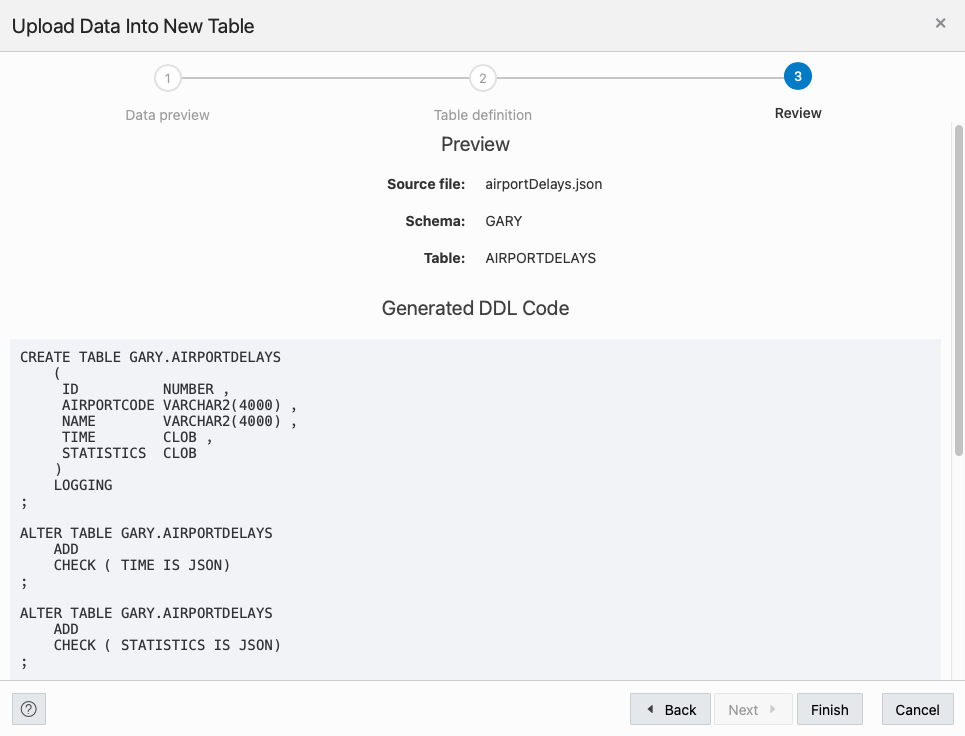 Upload Data Into New Table
1
2
3
Data preview
Table definition
Review
Preview
Source file: airportDelays.json
Schema: GARY
Table: AIRPORTDELAYS
Generated DDL Code
CREATE TABLE GARY.AIRPORTDELAYS
(
ID NUMBER ,
AIRPORTCODE VARCHAR2(4000) ,
NAME VARCHAR2(4000) ,
TIME CLOB ,
STATISTICS CLOB
)
LOGGING
;
ALTER TABLE GARY.AIRPORTDELAYS
ADD
CHECK ( TIME IS JSON)
;
ALTER TABLE GARY.AIRPORTDELAYS
ADD
CHECK ( STATISTICS IS JSON)
;
? Back Next Finish Cancel